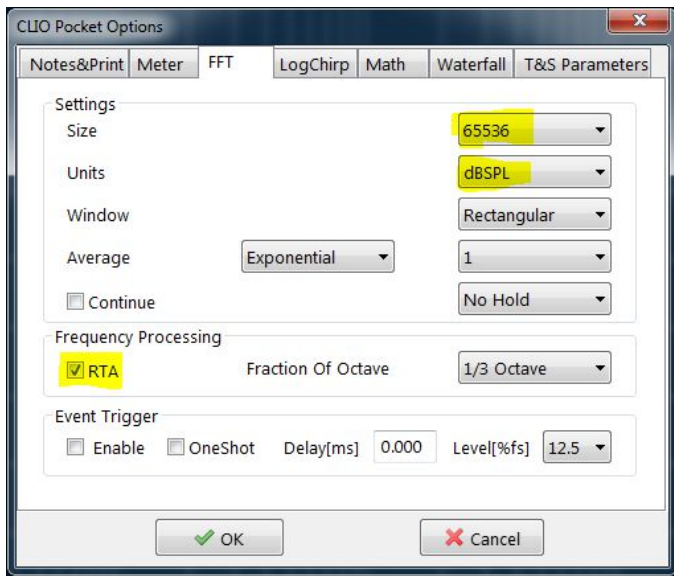 CLIO Pocket Options
Notes&Print Meter FFT LogChirp Math Waterfall T&S Parameters
Settings
Size 65536
Units dBSPL
Window Rectangular
Average Exponential 1
Continue No Hold
Frequency Processing
RTA Fraction Of Octave 1/3 Octave
Event Trigger
Enable OneShot Delay[ms] 0.000 Level[%fs] 12.5
OK Cancel